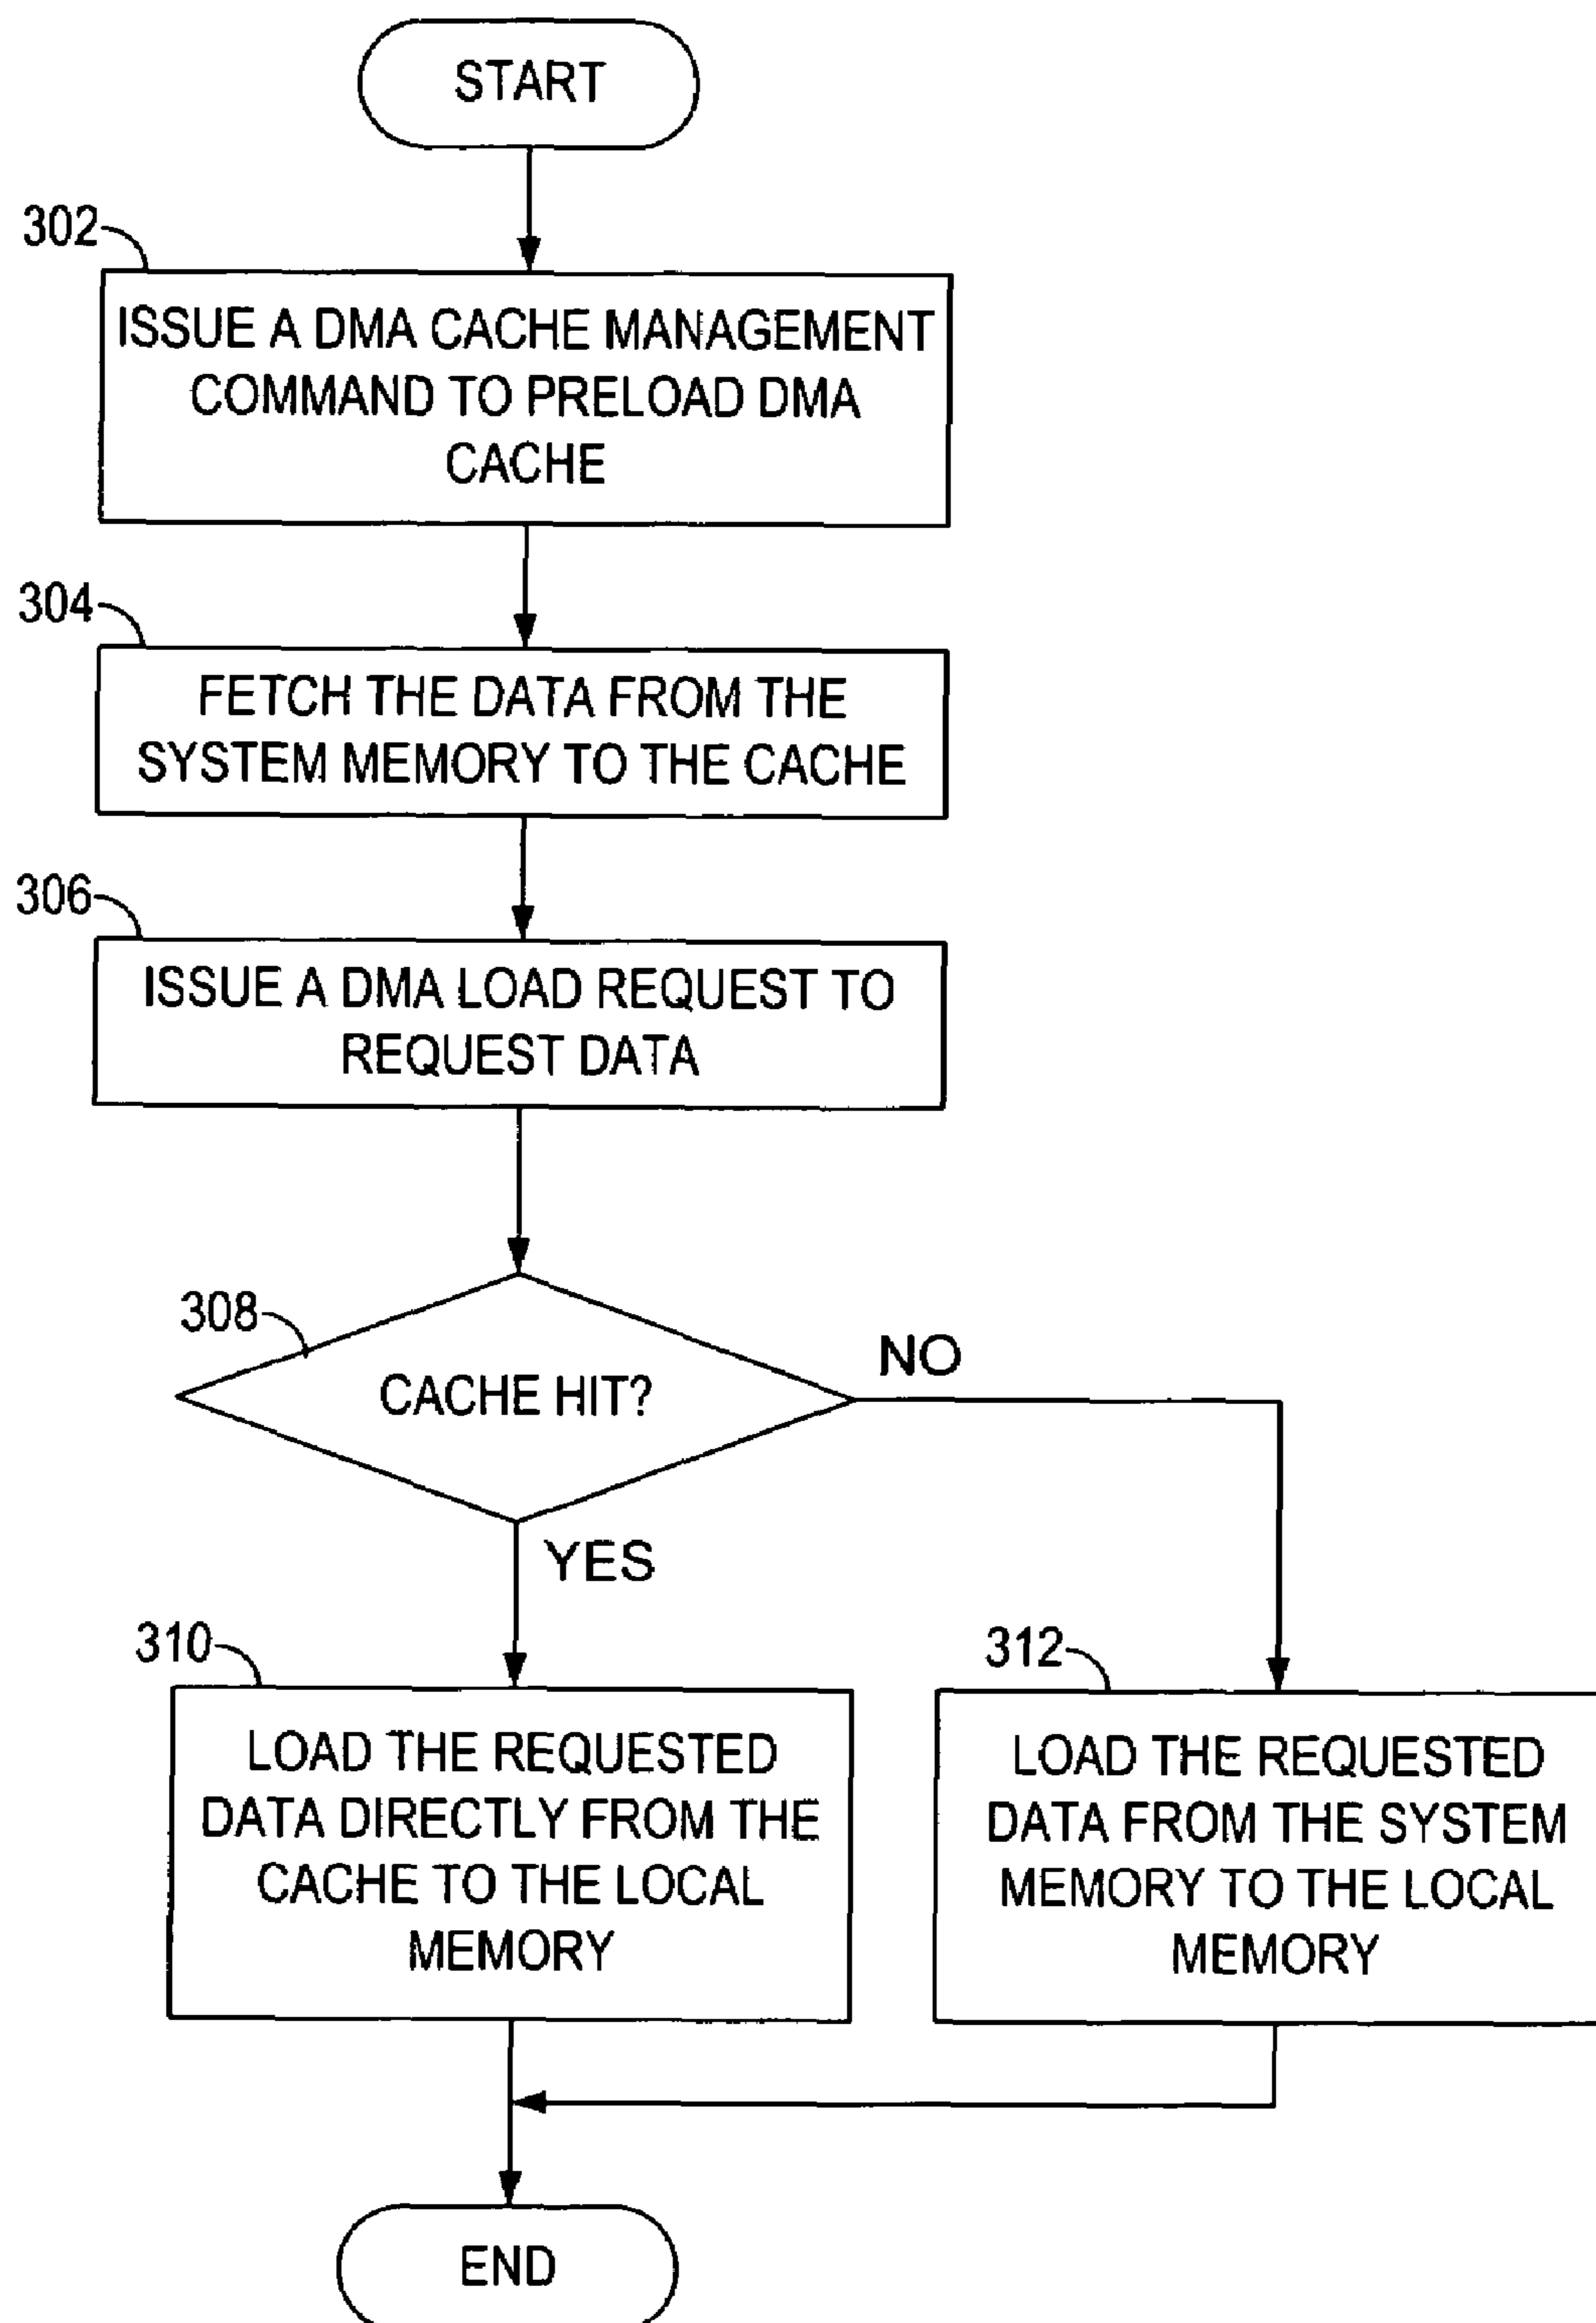 START
302
ISSUE A DMA CACHE MANAGEMENT
COMMAND TO PRELOAD DMA
CACHE
304
FETCH THE DATA FROM THE
SYSTEM MEMORY TO THE CACHE
306
ISSUE A DMA LOAD REQUEST TO
REQUEST DATA
308
CACHE HIT?
NO
YES
310
LOAD THE REQUESTED
DATA DIRECTLY FROM THE
CACHE TO THE LOCAL
MEMORY
312
LOAD THE REQUESTED
DATA FROM THE SYSTEM
MEMORY TO THE LOCAL
MEMORY
END